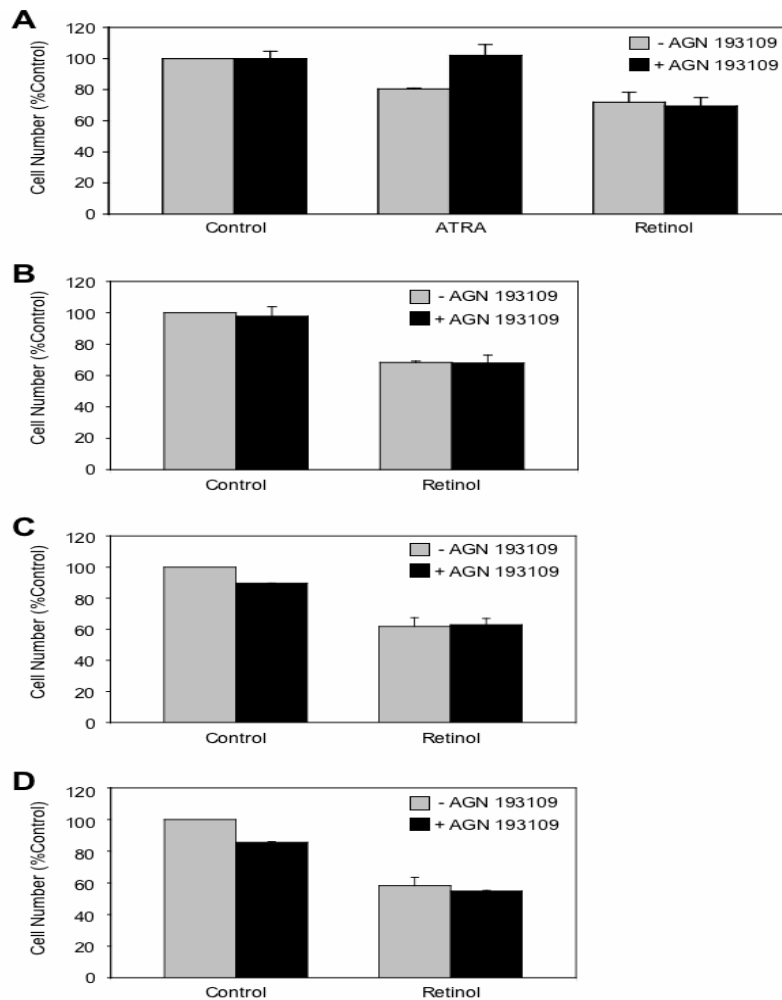 A
Cell Number (%Control)
120
100
80
60
40
20
0
- AGN 193109
+ AGN 193109
Control ATRA Retinol
B
Cell Number (%Control)
120
100
80
60
40
20
0
- AGN 193109
+ AGN 193109
Control Retinol
C
Cell Number (%Control)
120
100
80
60
40
20
0
- AGN 193109
+ AGN 193109
Control Retinol
D
Cell Number (%Control)
120
100
80
60
40
20
0
- AGN 193109
+ AGN 193109
Control Retinol